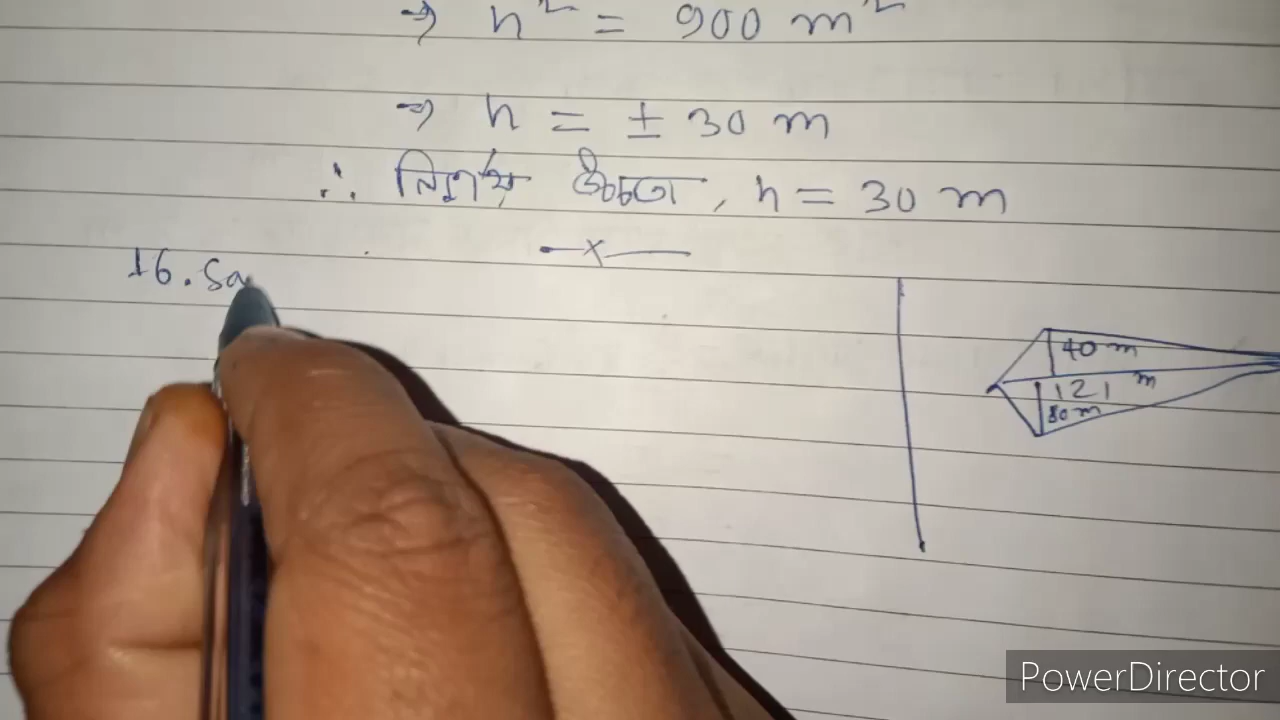 → h² = 900 m²
→ h = ± 30 m
∴ নির্ণেয় উচ্চতা, h = 30 m
—x—
16. Sa
40 m
121 m
80 m
PowerDirector